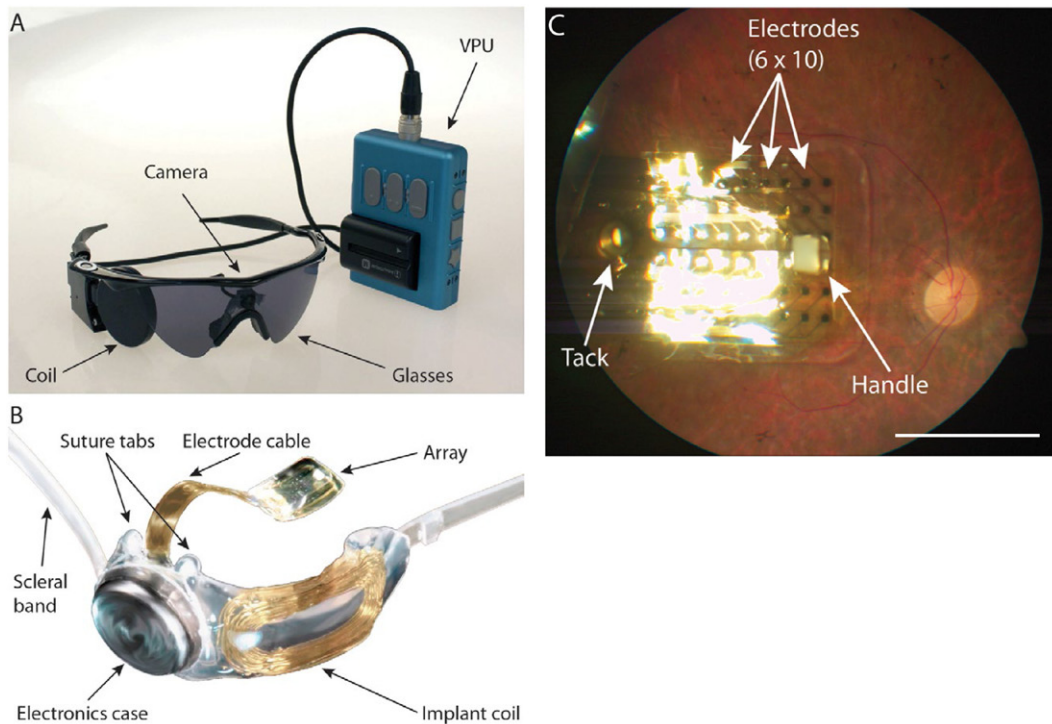 A
VPU
Camera
Coil
Glasses
B
Suture tabs
Electrode cable
Array
Scleral
band
Electronics case
Implant coil
C
Electrodes
(6 x 10)
Tack
Handle